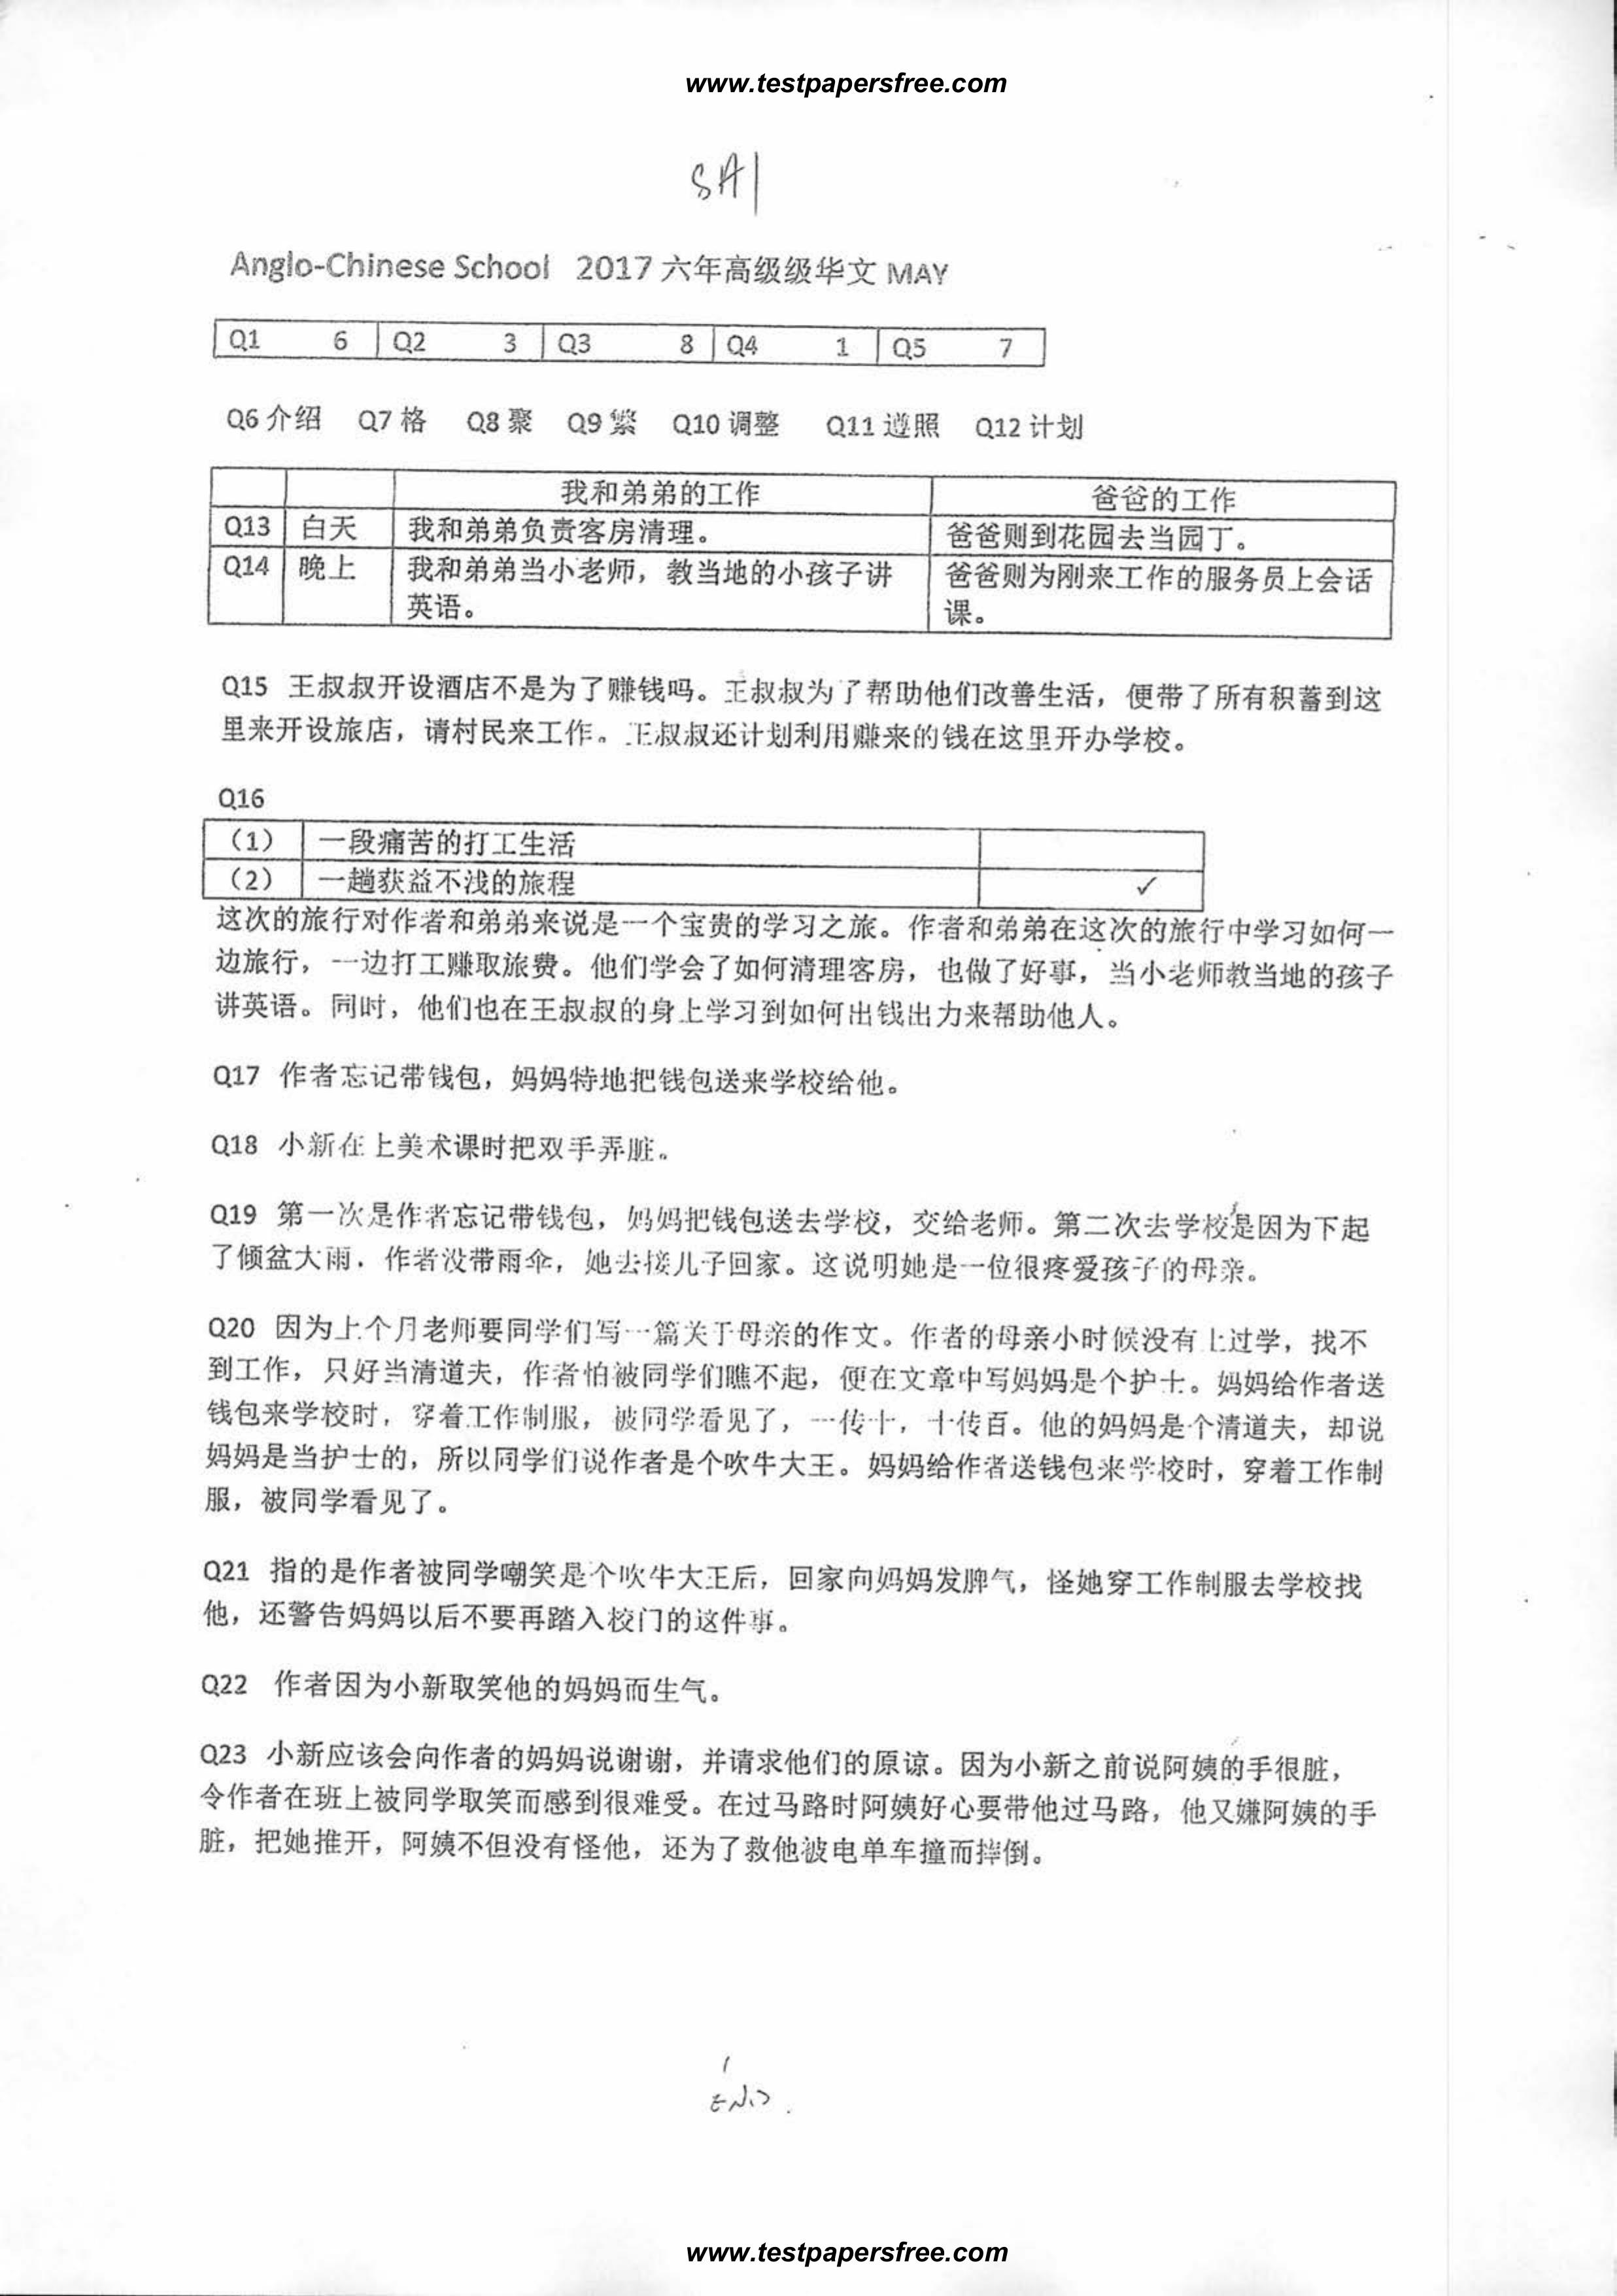 www.testpapersfree.com
SA1
Anglo-Chinese School 2017 六年高级级华文 MAY
Q1 6 Q2 3 Q3 8 Q4 1 Q5 7
Q6 介绍 Q7 格 Q8 聚 Q9 繁 Q10 调整 Q11 遵照 Q12 计划
我和弟弟的工作 爸爸的工作
Q13 白天 我和弟弟负责客房清理。 爸爸则到花园去当园丁。
Q14 晚上 我和弟弟当小老师，教当地的小孩子讲 爸爸则为刚来工作的服务员上会话
英语。 课。
Q15 王叔叔开设酒店不是为了赚钱吗。王叔叔为了帮助他们改善生活，便带了所有积蓄到这
里来开设旅店，请村民来工作。王叔叔还计划利用赚来的钱在这里开办学校。
Q16
（1） 一段痛苦的打工生活
（2） 一趟获益不浅的旅程 ✓
这次的旅行对作者和弟弟来说是一个宝贵的学习之旅。作者和弟弟在这次的旅行中学习如何一
边旅行，一边打工赚取旅费。他们学会了如何清理客房，也做了好事，当小老师教当地的孩子
讲英语。同时，他们也在王叔叔的身上学习到如何出钱出力来帮助他人。
Q17 作者忘记带钱包，妈妈特地把钱包送来学校给他。
Q18 小新在上美术课时把双手弄脏。
Q19 第一次是作者忘记带钱包，妈妈把钱包送去学校，交给老师。第二次去学校是因为下起
了倾盆大雨．作者没带雨伞，她去接儿子回家。这说明她是一位很疼爱孩子的母亲。
Q20 因为上个月老师要同学们写一篇关于母亲的作文。作者的母亲小时候没有上过学，找不
到工作，只好当清道夫，作者怕被同学们瞧不起，便在文章中写妈妈是个护士。妈妈给作者送
钱包来学校时，穿着工作制服，被同学看见了，一传十，十传百。他的妈妈是个清道夫，却说
妈妈是当护士的，所以同学们说作者是个吹牛大王。妈妈给作者送钱包来学校时，穿着工作制
服，被同学看见了。
Q21 指的是作者被同学嘲笑是个吹牛大王后，回家向妈妈发脾气，怪她穿工作制服去学校找
他，还警告妈妈以后不要再踏入校门的这件事。
Q22 作者因为小新取笑他的妈妈而生气。
Q23 小新应该会向作者的妈妈说谢谢，并请求他们的原谅。因为小新之前说阿姨的手很脏，
令作者在班上被同学取笑而感到很难受。在过马路时阿姨好心要带他过马路，他又嫌阿姨的手
脏，把她推开，阿姨不但没有怪他，还为了救他被电单车撞而摔倒。
1
END.
www.testpapersfree.com